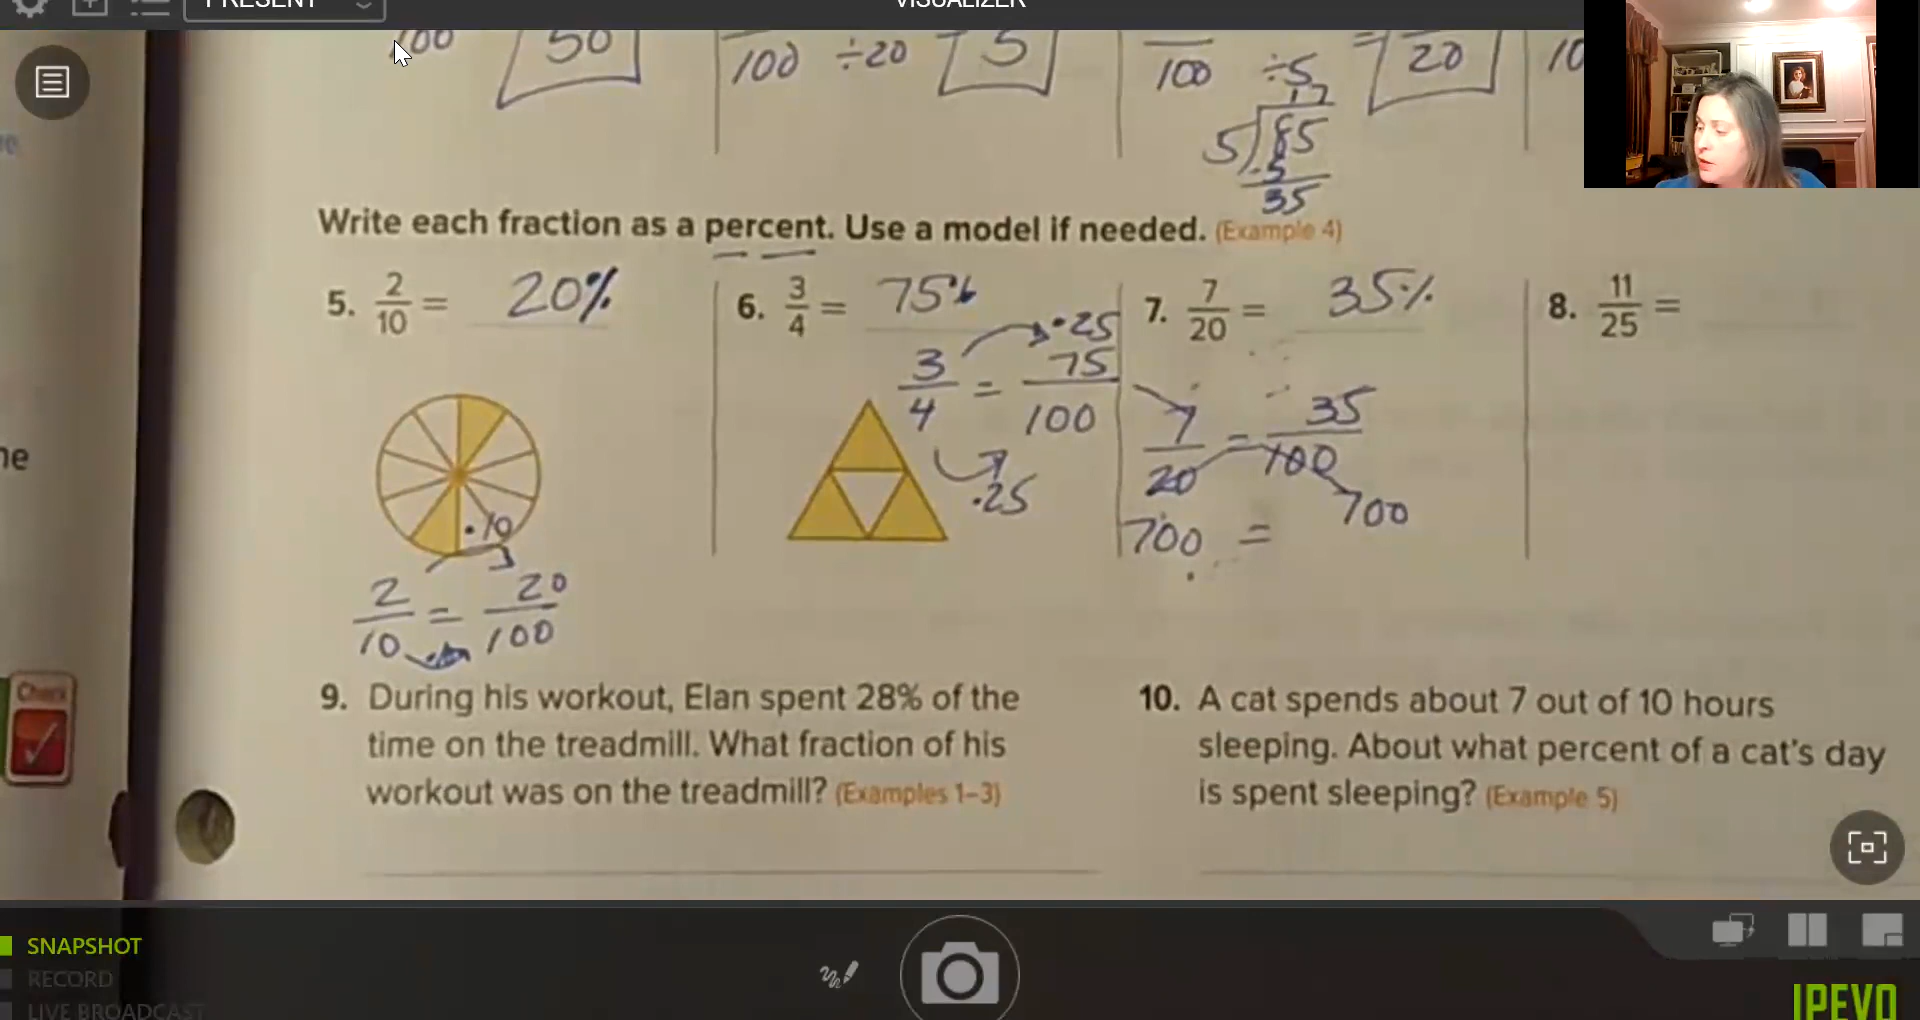 PRESENT
VISUALIZER
100 50
100 ÷20 5
100 ÷5 = 20
10
17
5 85
5
35
Write each fraction as a percent. Use a model if needed. (Example 4)
5. 2/10 = 20%
6. 3/4 = 75%
7. 7/20 = 35%
8. 11/25 =
·25
3/4 = 75/100
·25
7/20 = 35/100
700 = 700
·10
2/10 = 20/100
he
Check
9. During his workout, Elan spent 28% of the
time on the treadmill. What fraction of his
workout was on the treadmill? (Examples 1–3)
10. A cat spends about 7 out of 10 hours
sleeping. About what percent of a cat's day
is spent sleeping? (Example 5)
SNAPSHOT
RECORD
LIVE BROADCAST
IPEVO